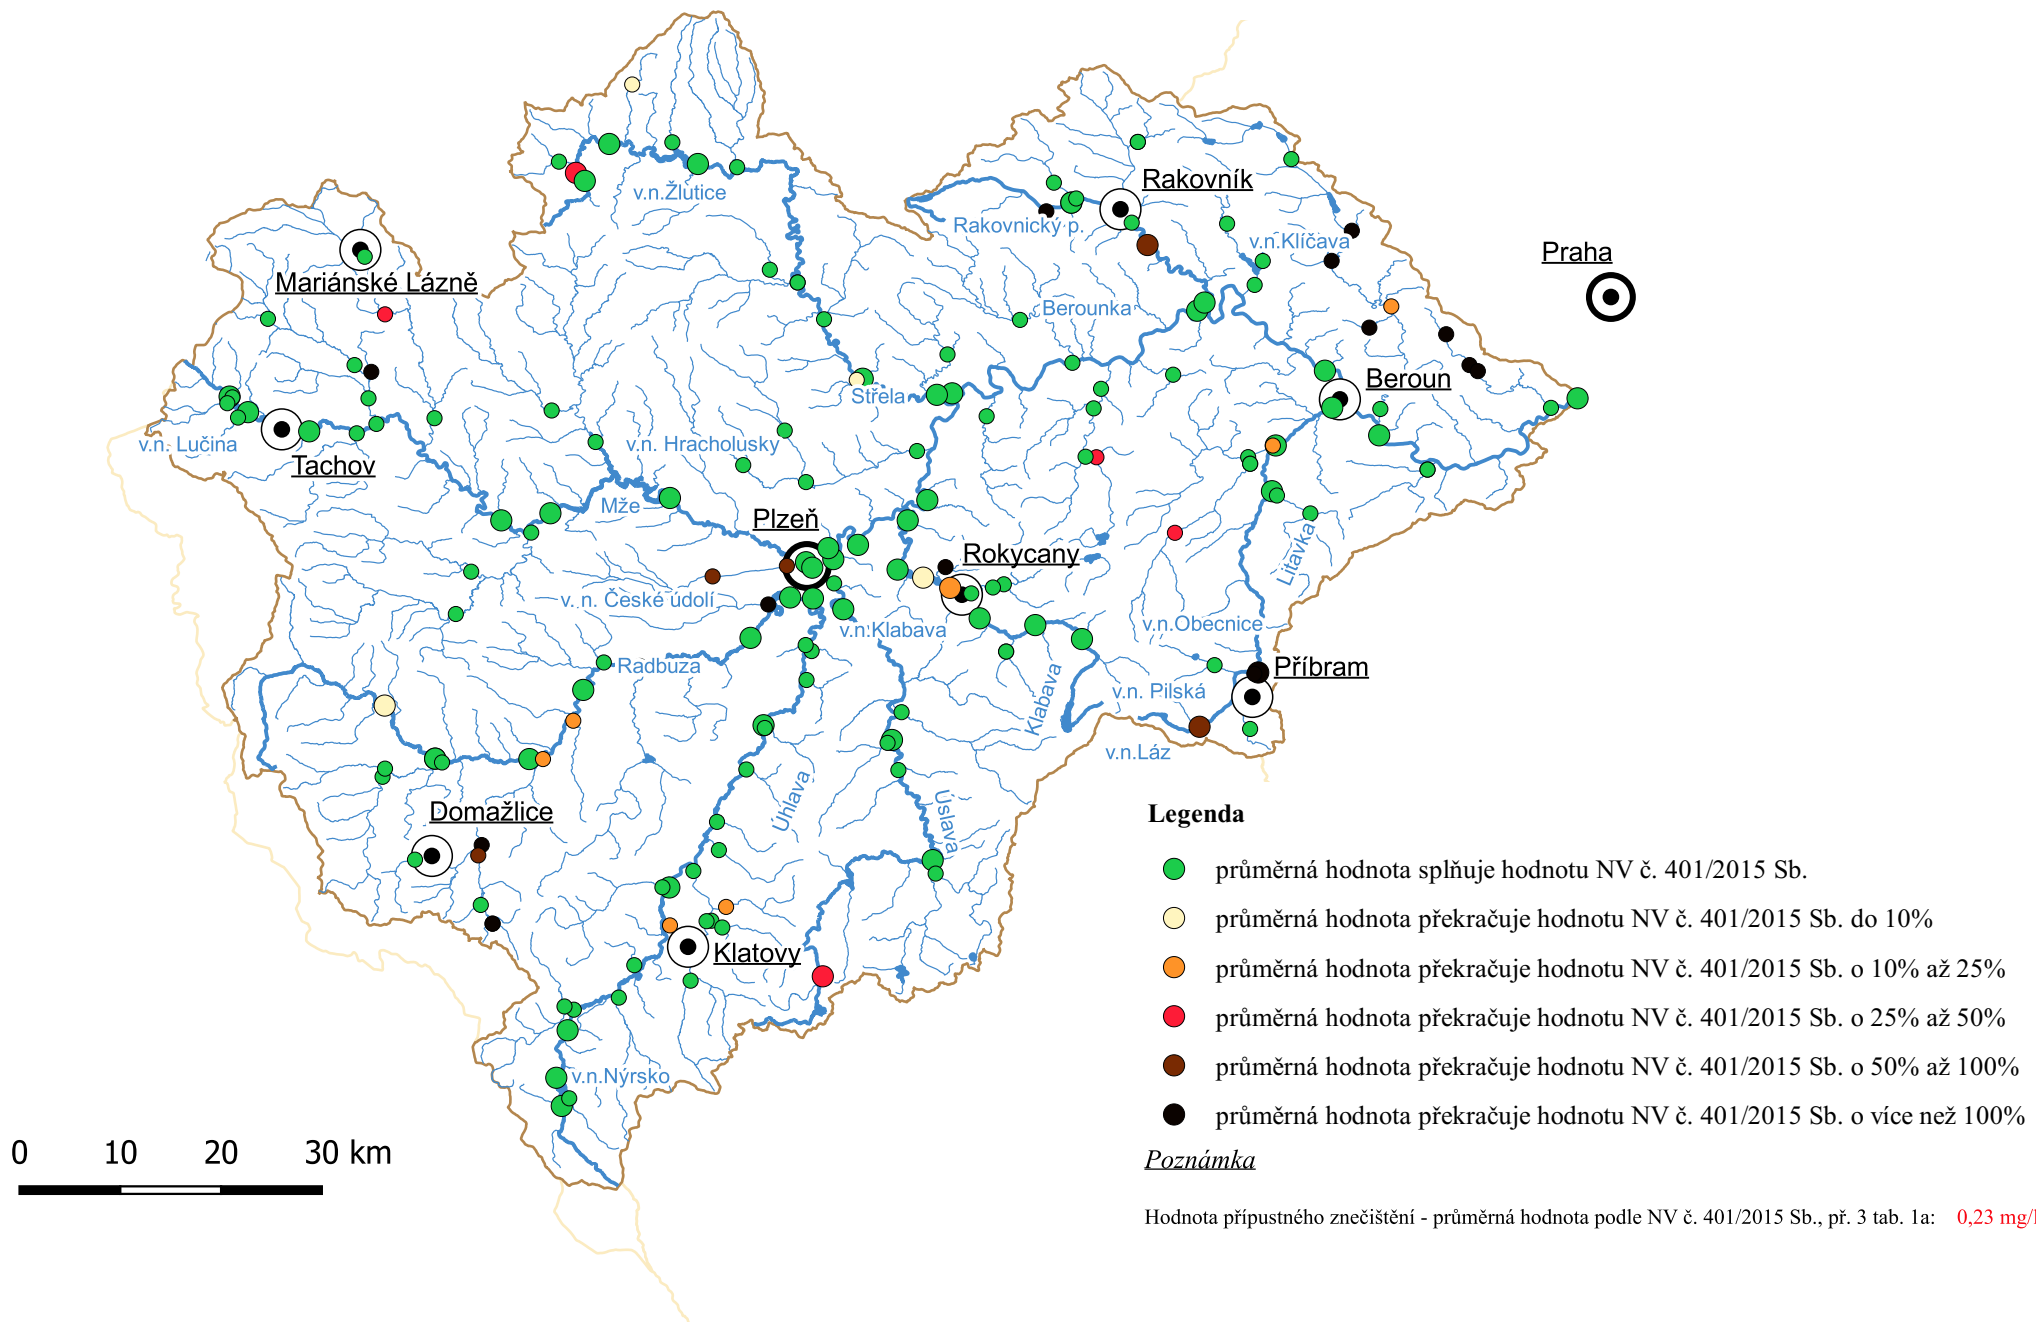 Rakovník
v.n.Žlutice
Rakovnický p.
v.n.Klíčava
Praha
Mariánské Lázně
Berounka
Beroun
Střela
v.n. Lučina
v.n. Hracholusky
Tachov
Mže
Plzeň
Rokycany
Litavka
v. n. České údolí
v.n.Klabava
v.n.Obecnice
Radbuza
Příbram
Klabava
v.n. Pilská
v.n.Láz
Úhlava
Úslava
Domažlice
Klatovy
v.n.Nýrsko
0 10 20 30 km
Legenda
průměrná hodnota splňuje hodnotu NV č. 401/2015 Sb.
průměrná hodnota překračuje hodnotu NV č. 401/2015 Sb. do 10%
průměrná hodnota překračuje hodnotu NV č. 401/2015 Sb. o 10% až 25%
průměrná hodnota překračuje hodnotu NV č. 401/2015 Sb. o 25% až 50%
průměrná hodnota překračuje hodnotu NV č. 401/2015 Sb. o 50% až 100%
průměrná hodnota překračuje hodnotu NV č. 401/2015 Sb. o více než 100%
Poznámka
Hodnota přípustného znečištění - průměrná hodnota podle NV č. 401/2015 Sb., př. 3 tab. 1a: 0,23 mg/l